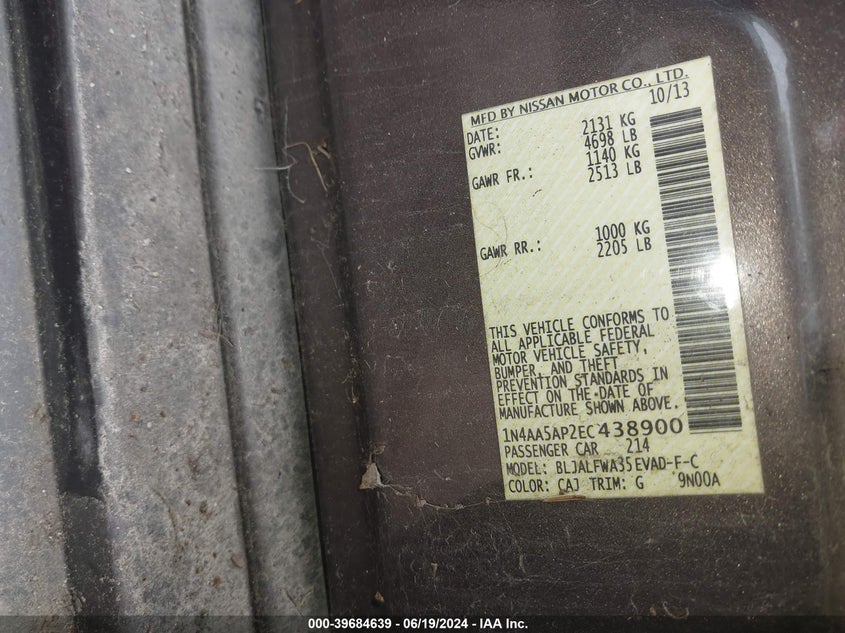 MFD BY NISSAN MOTOR CO., LTD.
DATE: 10/13
GVWR: 2131 KG
4698 LB
GAWR FR.: 1140 KG
2513 LB
GAWR RR.: 1000 KG
2205 LB
THIS VEHICLE CONFORMS TO
ALL APPLICABLE FEDERAL
MOTOR VEHICLE SAFETY,
BUMPER, AND THEFT
PREVENTION STANDARDS IN
EFFECT ON THE DATE OF
MANUFACTURE SHOWN ABOVE.
1N4AA5AP2EC438900
PASSENGER CAR 214
MODEL: BLJALFWA35EVAD-F-C
COLOR: CAJ TRIM: G 9N00A
000-39684639 - 06/19/2024 - IAA Inc.